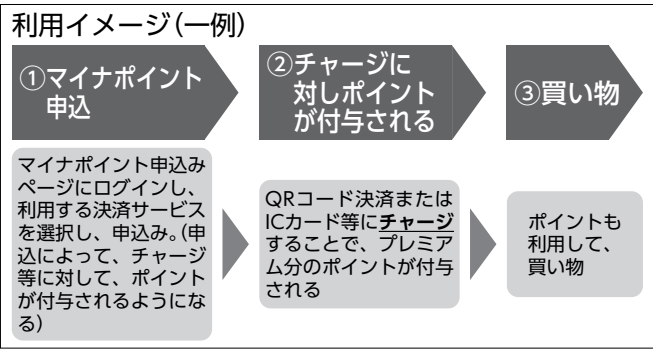 利用イメージ(一例)
①マイナポイント
申込
②チャージに
対しポイント
が付与される
③買い物
マイナポイント申込み
ページにログインし、
利用する決済サービス
を選択し、申込み。(申
込によって、チャージ
等に対して、ポイント
が付与されるようにな
る)
QRコード決済または
ICカード等にチャージ
することで、プレミア
ム分のポイントが付与
される
ポイントも
利用して、
買い物